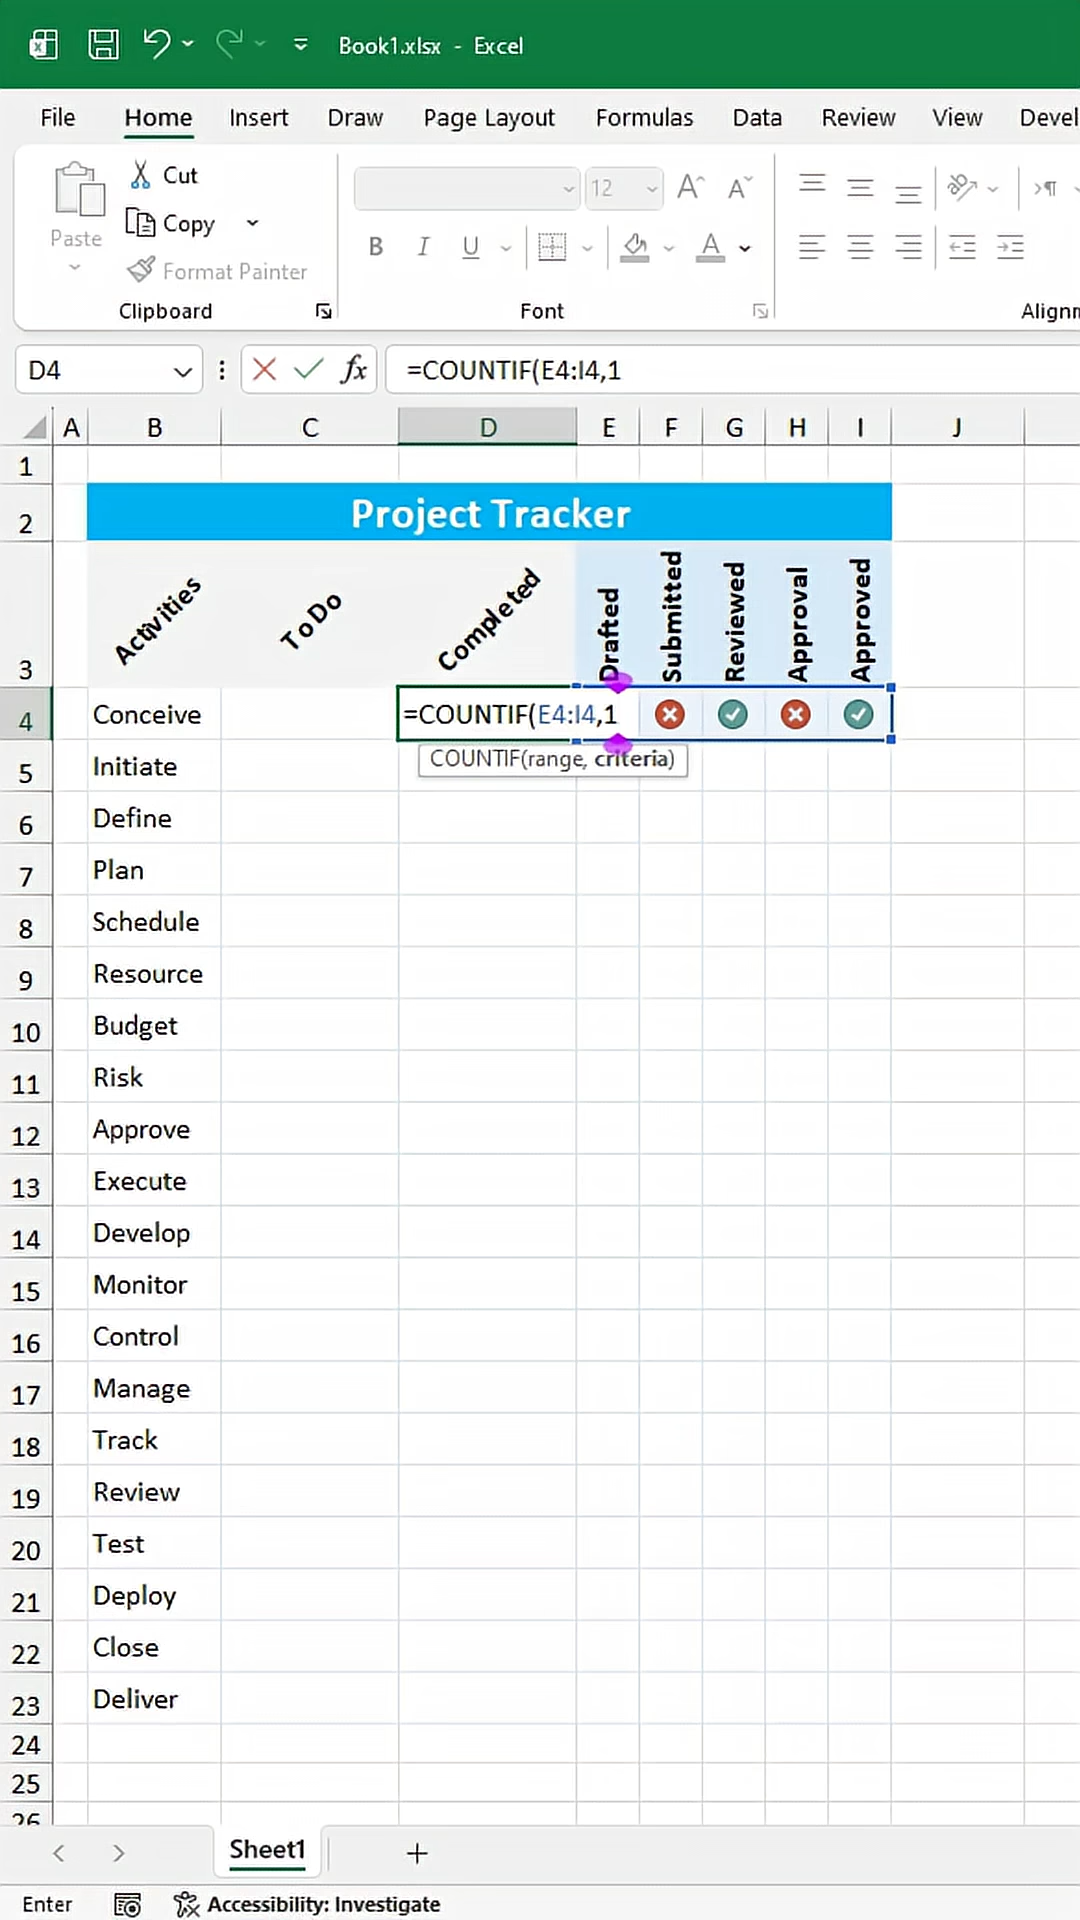 Book1.xlsx - Excel
File Home Insert Draw Page Layout Formulas Data Review View Devel
Paste
Cut
Copy
Format Painter
12
A A
B I U A
Clipboard Font Alignm
D4 fx =COUNTIF(E4:I4,1
A B C D E F G H I J
1
2 Project Tracker
3 Activities To Do Completed Drafted Submitted Reviewed Approval Approved
4 Conceive =COUNTIF(E4:I4,1
COUNTIF(range, criteria)
5 Initiate
6 Define
7 Plan
8 Schedule
9 Resource
10 Budget
11 Risk
12 Approve
13 Execute
14 Develop
15 Monitor
16 Control
17 Manage
18 Track
19 Review
20 Test
21 Deploy
22 Close
23 Deliver
24
25
26
Sheet1
Enter Accessibility: Investigate